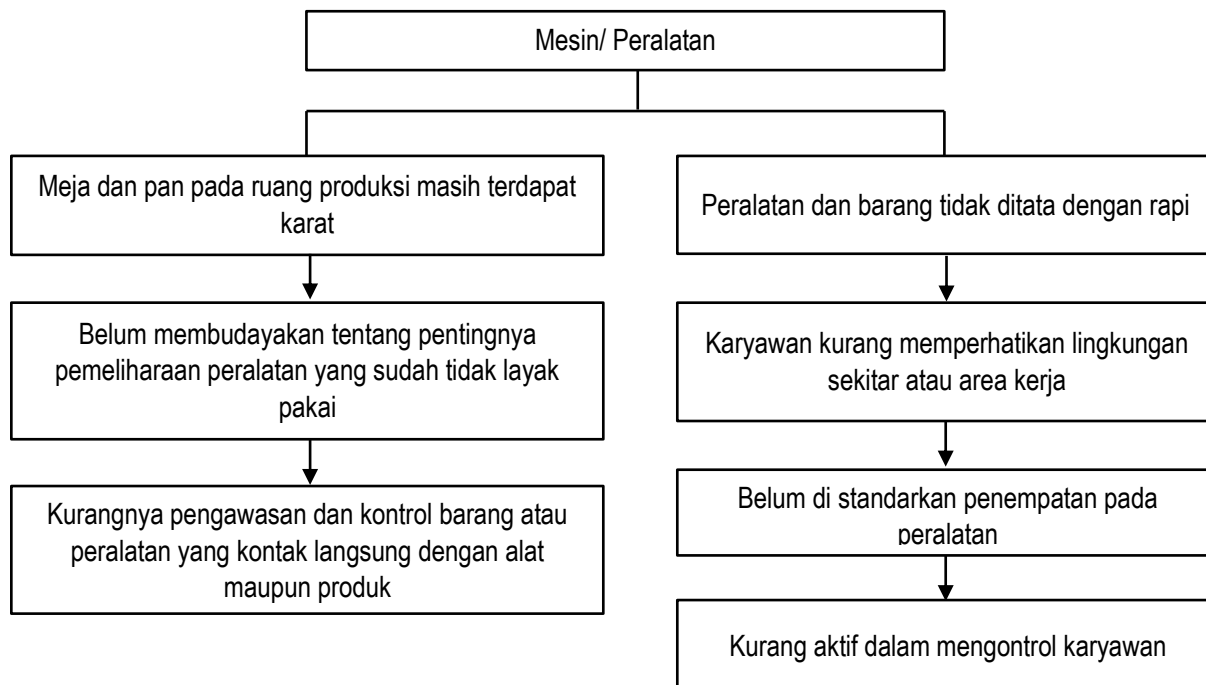 Mesin/ Peralatan
Meja dan pan pada ruang produksi masih terdapat
karat
Belum membudayakan tentang pentingnya
pemeliharaan peralatan yang sudah tidak layak
pakai
Kurangnya pengawasan dan kontrol barang atau
peralatan yang kontak langsung dengan alat
maupun produk
Peralatan dan barang tidak ditata dengan rapi
Karyawan kurang memperhatikan lingkungan
sekitar atau area kerja
Belum di standarkan penempatan pada
peralatan
Kurang aktif dalam mengontrol karyawan